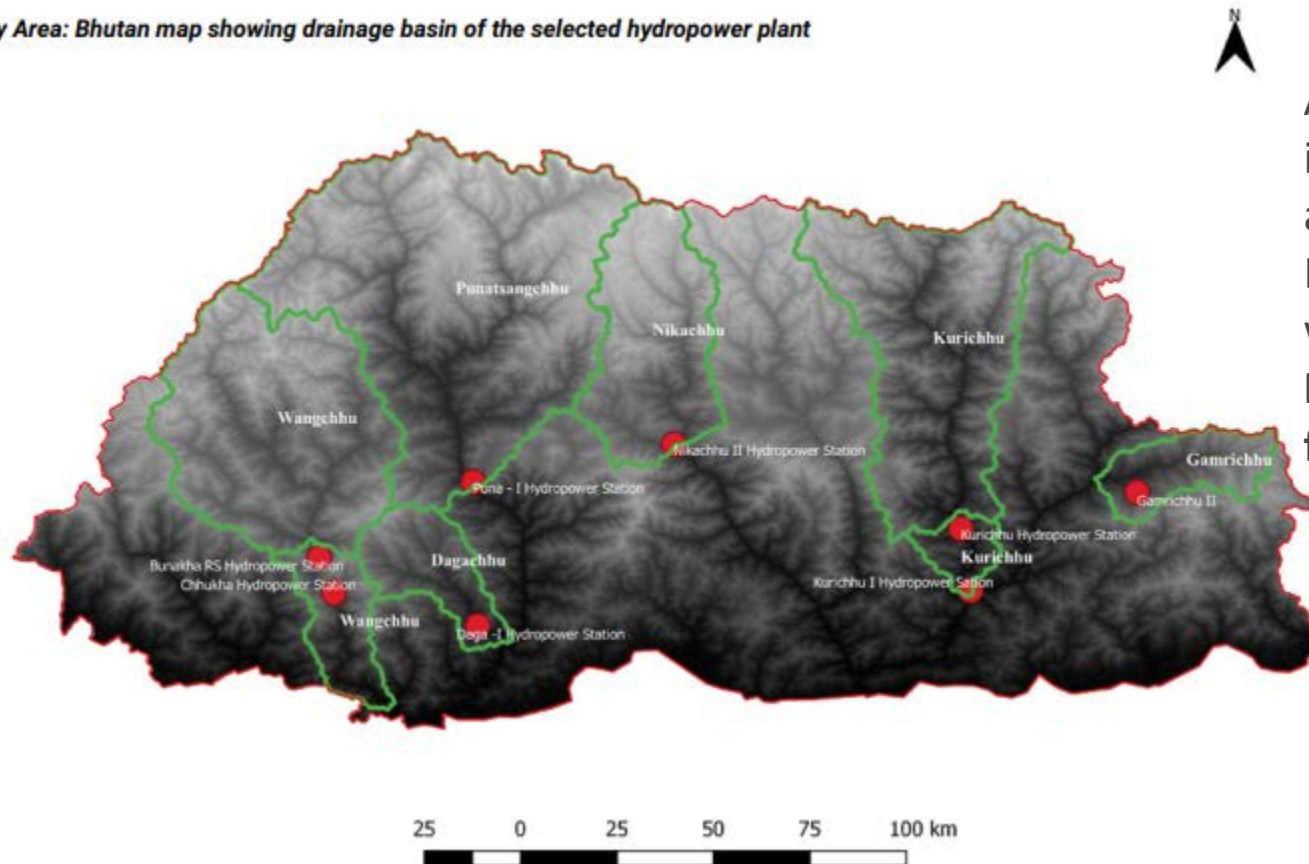 y Area: Bhutan map showing drainage basin of the selected hydropower plant
N
Punatsangchhu
Nikachhu
Kurichhu
Wangchhu
Nikachhu II Hydropower Station
Gamrichhu
Puna - I Hydropower Station
Gamrichhu II
Kurichhu Hydropower Station
Bunakha RS Hydropower Station
Dagachhu
Kurichhu
Chhukha Hydropower Station
Kurichhu I Hydropower Sation
Wangchhu
Daga -I Hydropower Station
25 0 25 50 75 100 km